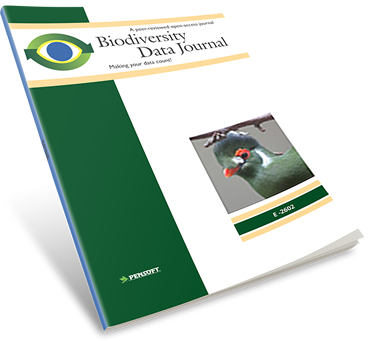 A peer-reviewed open-access journal
Biodiversity
Data Journal
Making your data count!
E -2602
PENSOFT